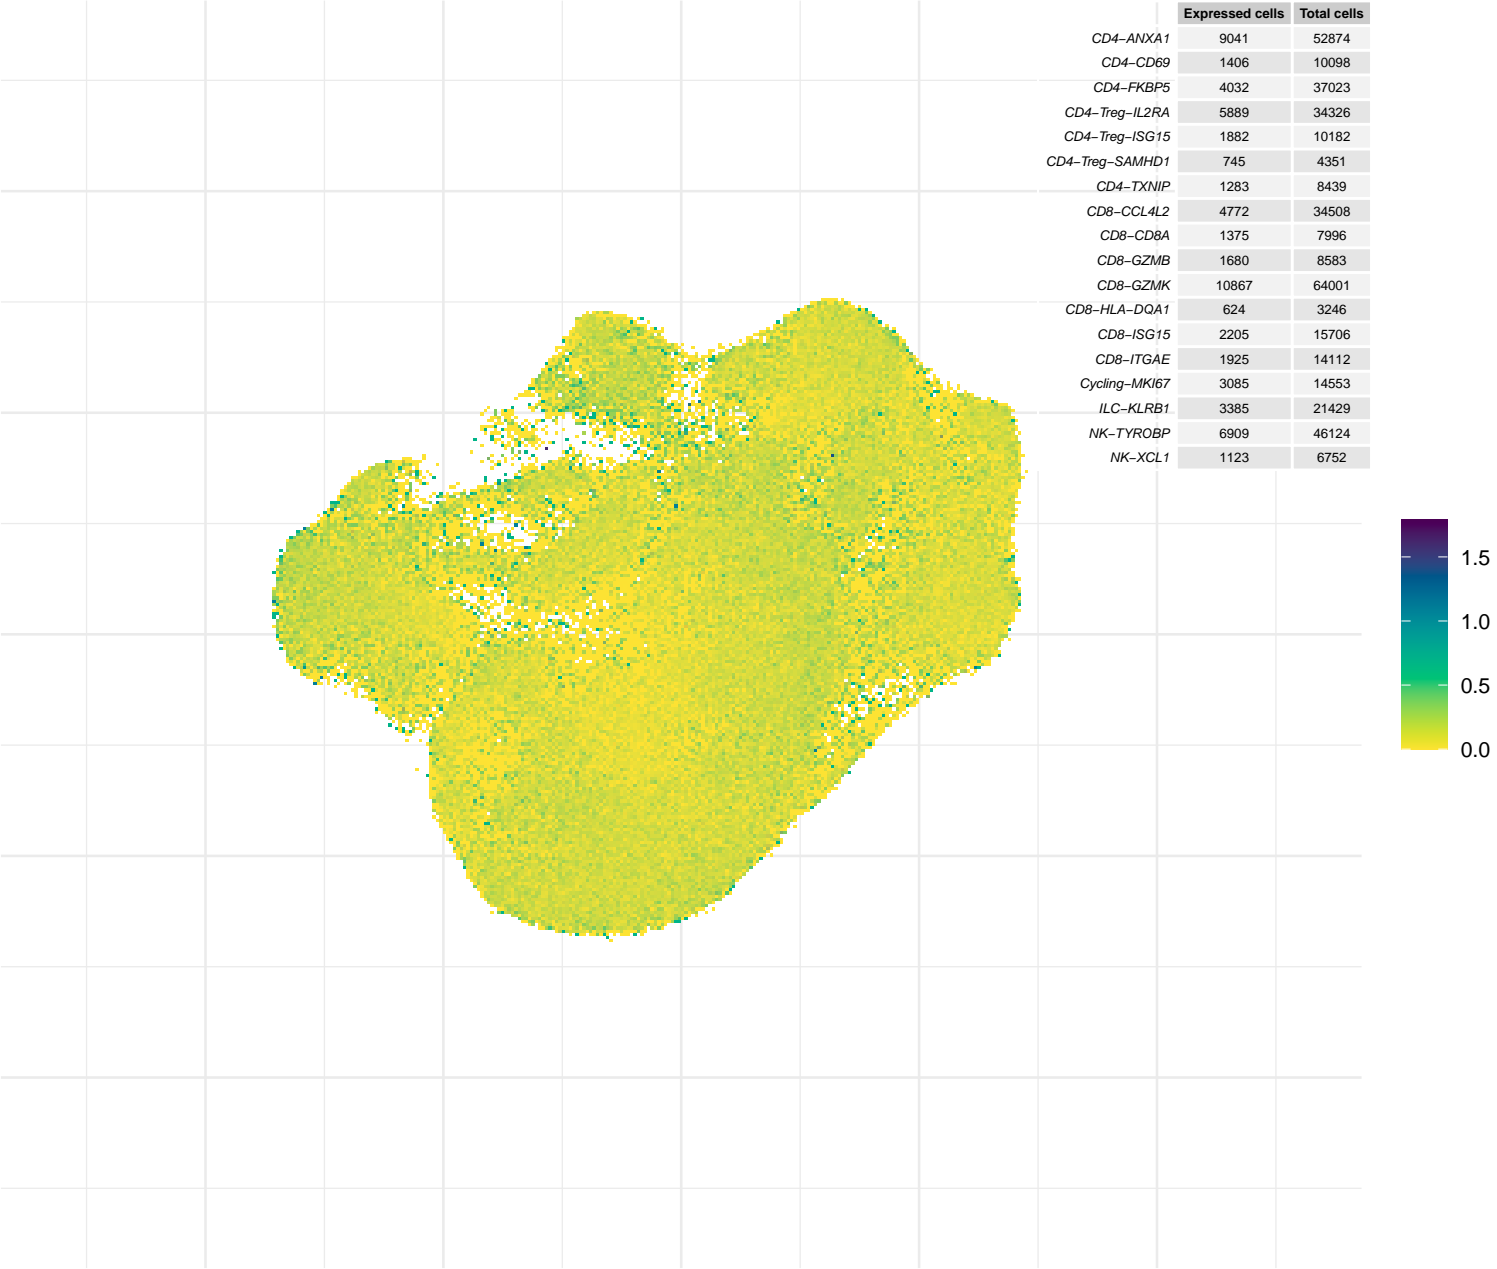 Expressed cells Total cells
CD4−ANXA1 9041 52874
CD4−CD69 1406 10098
CD4−FKBP5 4032 37023
CD4−Treg−IL2RA 5889 34326
CD4−Treg−ISG15 1882 10182
CD4−Treg−SAMHD1 745 4351
CD4−TXNIP 1283 8439
CD8−CCL4L2 4772 34508
CD8−CD8A 1375 7996
CD8−GZMB 1680 8583
CD8−GZMK 10867 64001
CD8−HLA−DQA1 624 3246
CD8−ISG15 2205 15706
CD8−ITGAE 1925 14112
Cycling−MKI67 3085 14553
ILC−KLRB1 3385 21429
NK−TYROBP 6909 46124
NK−XCL1 1123 6752
1.5
1.0
0.5
0.0